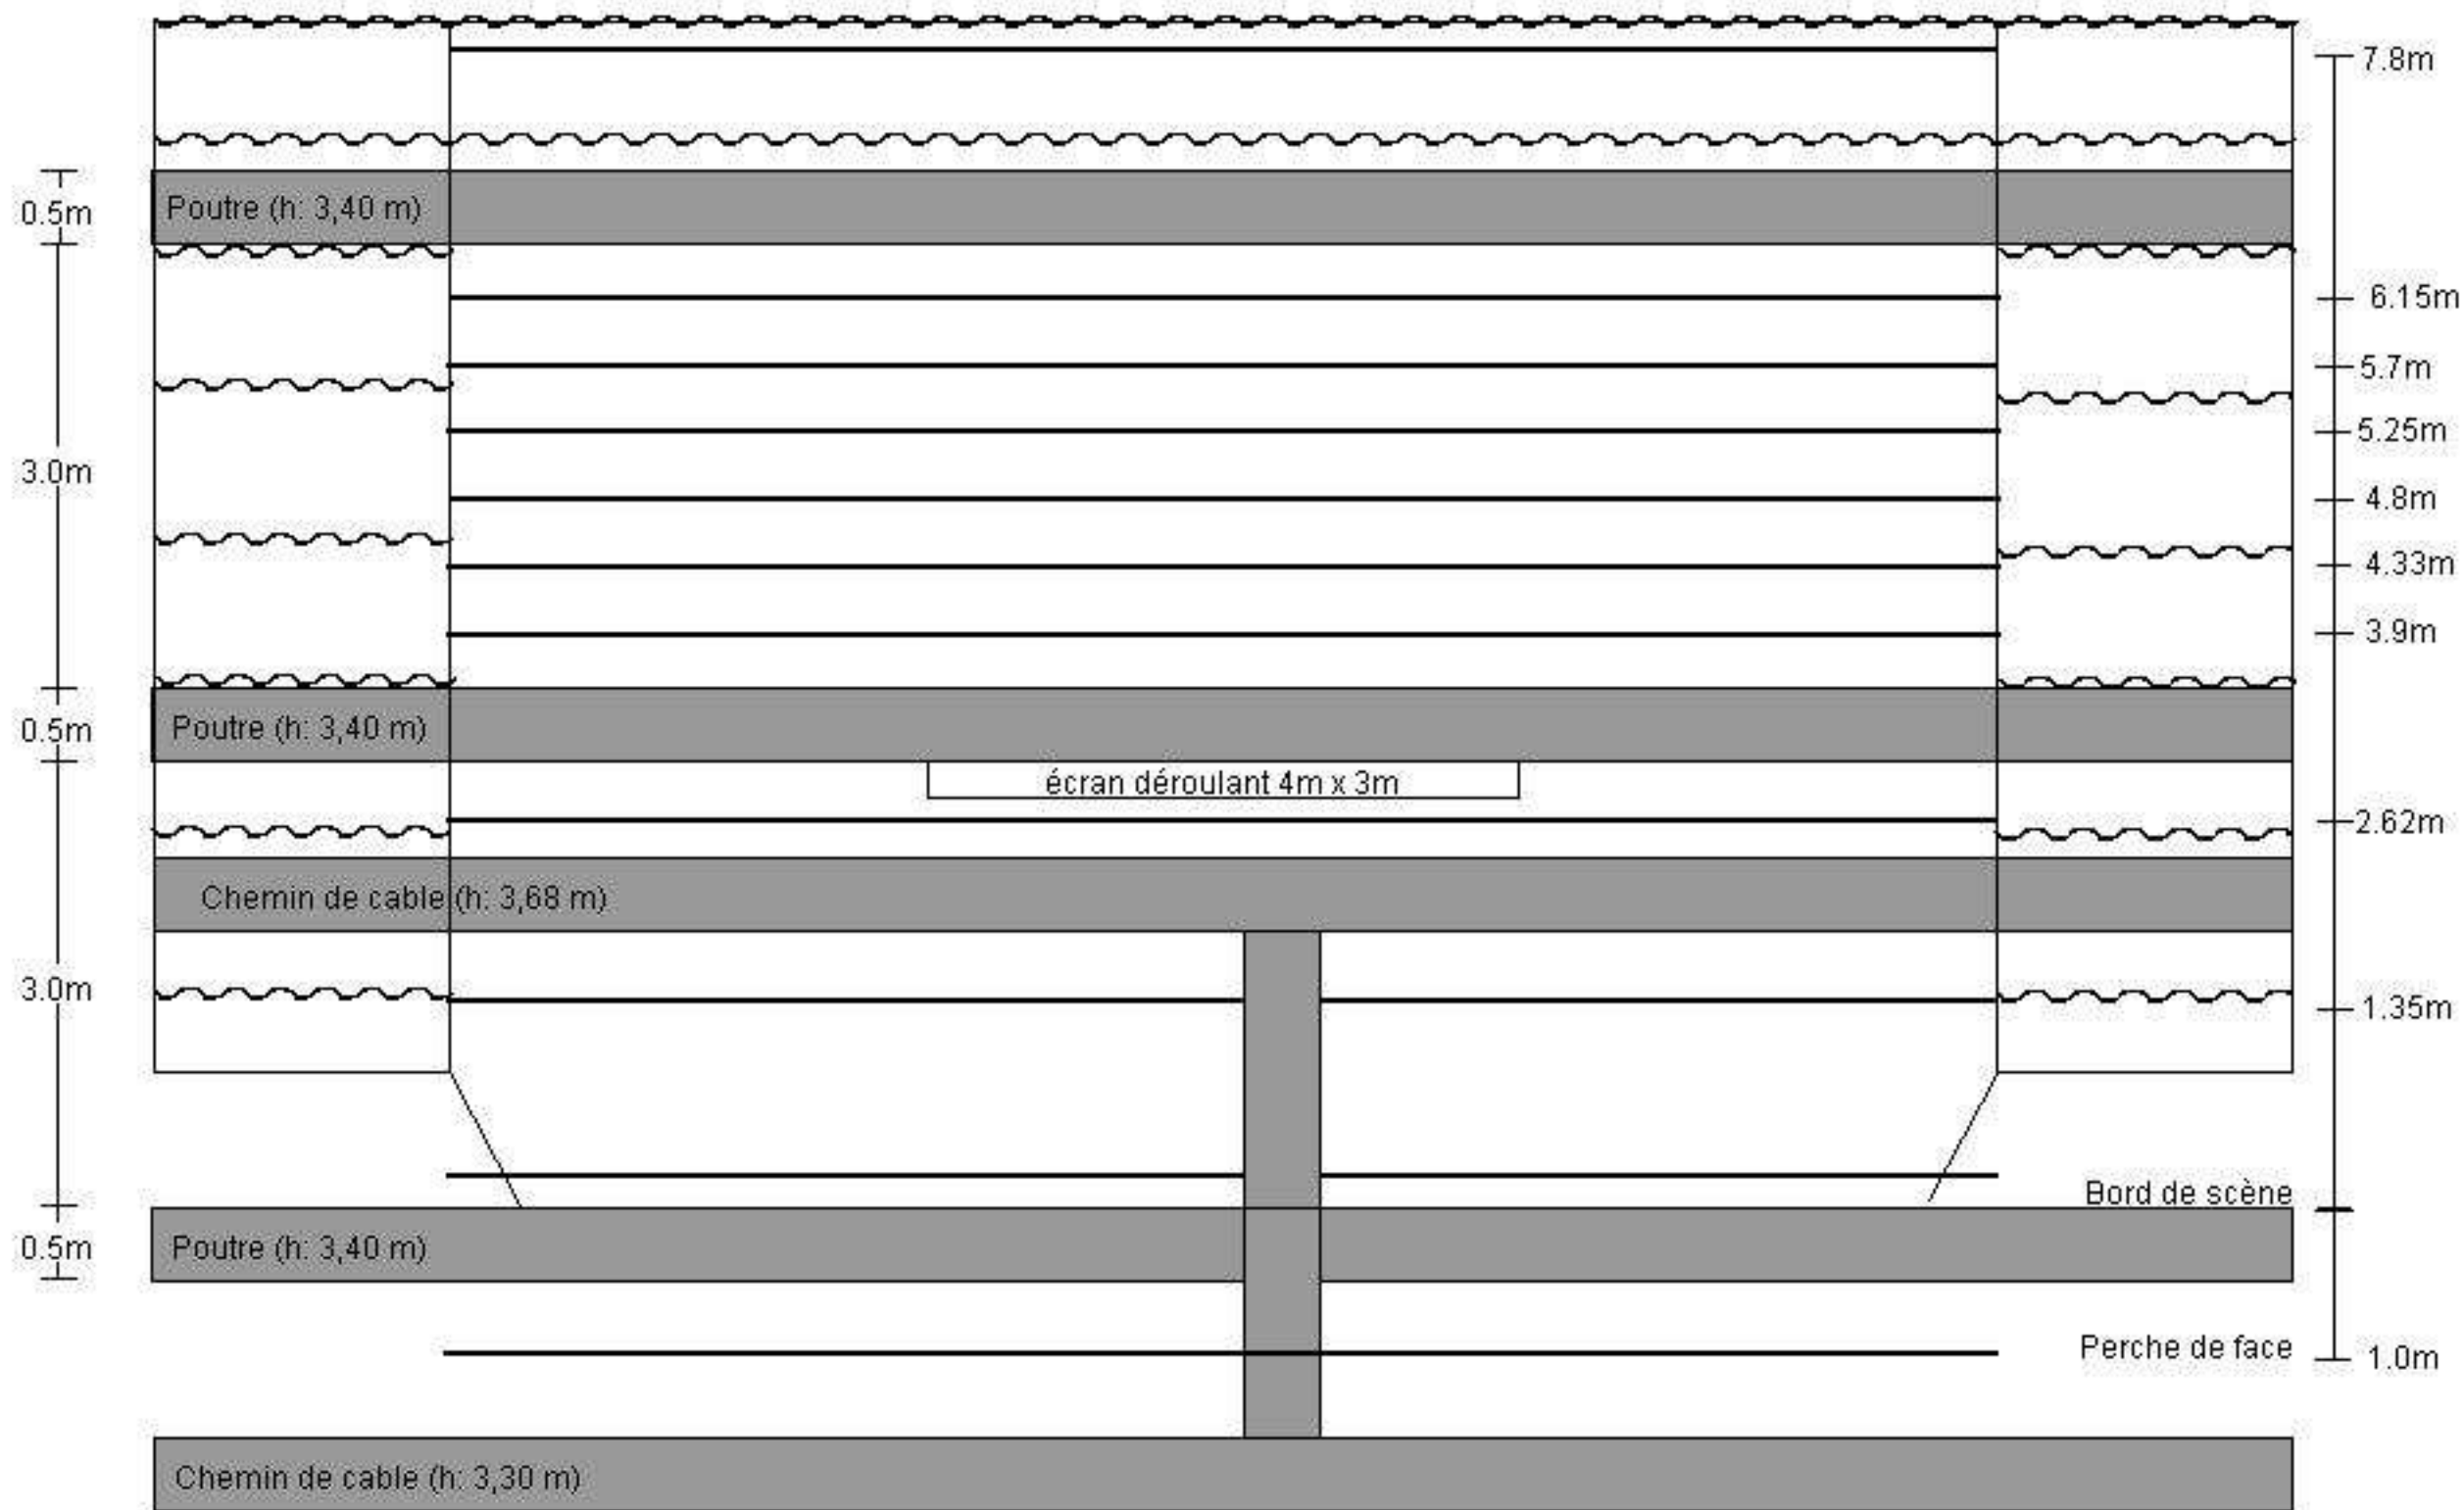 7.8m
0.5m
Poutre (h: 3,40 m)
6.15m
5.7m
5.25m
3.0m
4.8m
4.33m
3.9m
0.5m
Poutre (h: 3,40 m)
écran déroulant 4m x 3m
2.62m
Chemin de cable (h: 3,68 m)
3.0m
1.35m
Bord de scène
0.5m
Poutre (h: 3,40 m)
Perche de face
1.0m
Chemin de cable (h: 3,30 m)